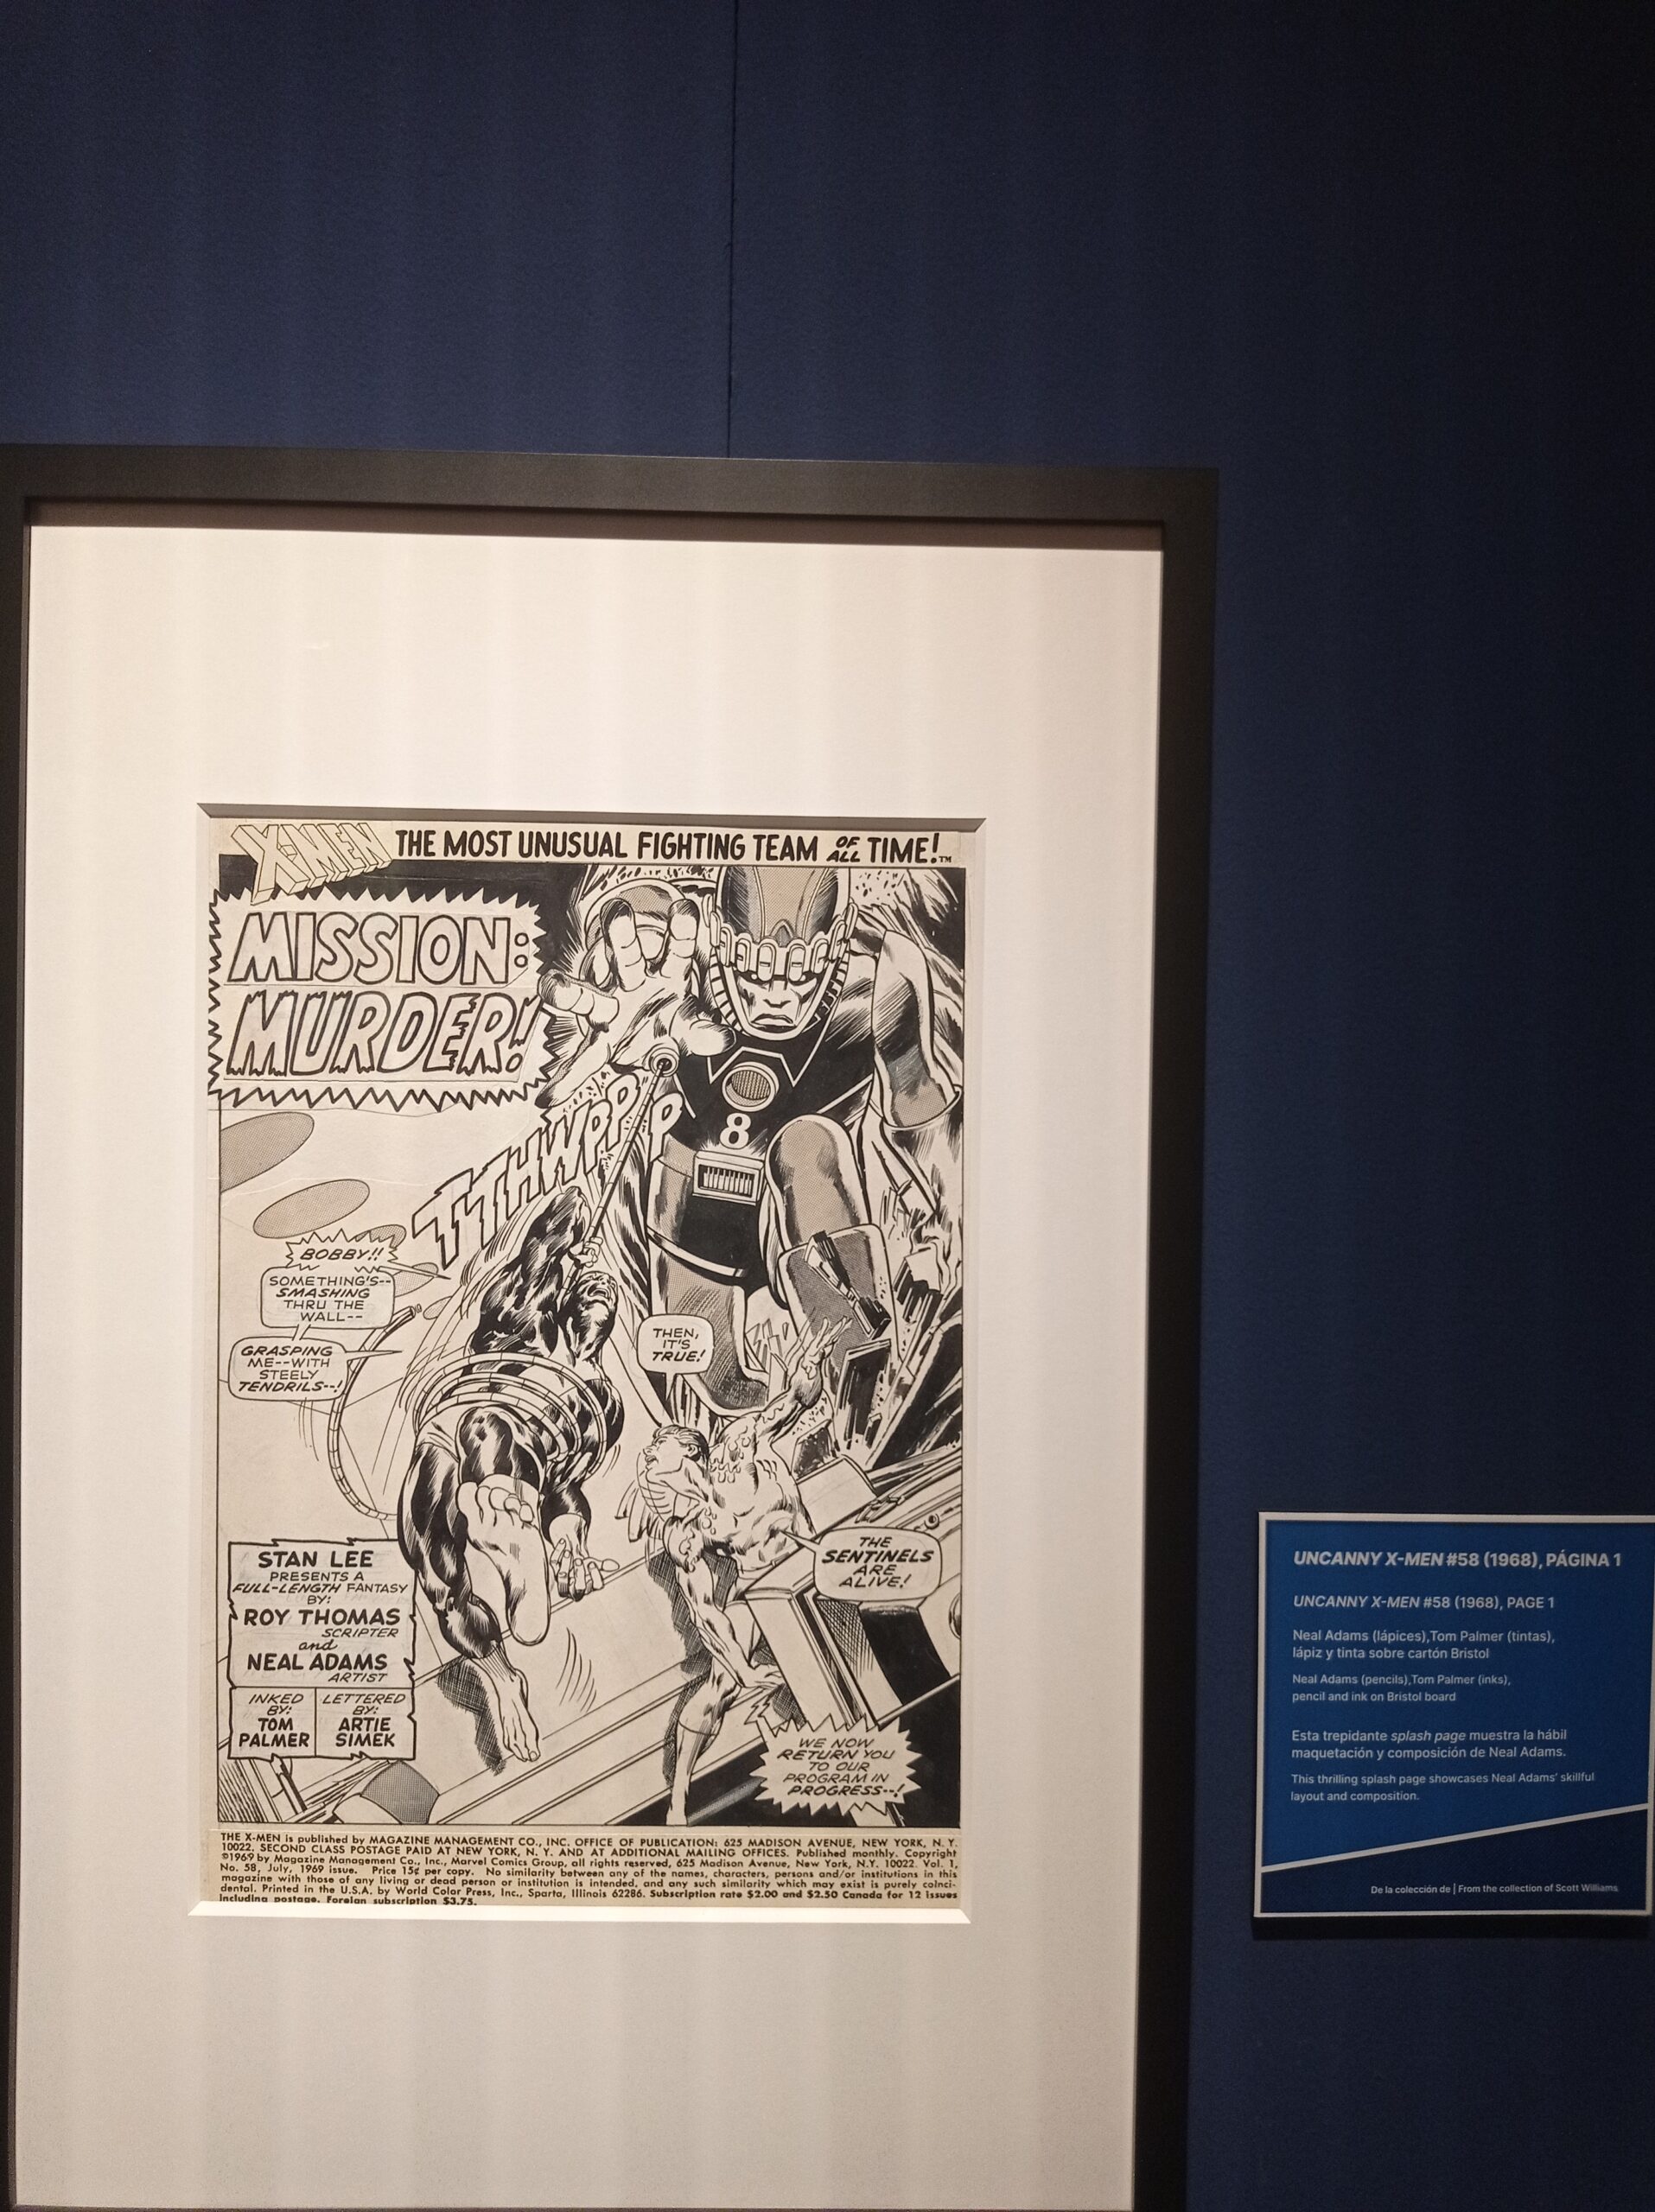 X-MEN THE MOST UNUSUAL FIGHTING TEAM OF ALL TIME!™
MISSION:
MURDER!
8
TTHWPPPP
BOBBY!!
SOMETHING'S--
SMASHING
THRU THE
WALL--
GRASPING
ME--WITH
STEELY
TENDRILS--!
THEN,
IT'S
TRUE!
THE
SENTINELS
ARE
ALIVE!
STAN LEE
PRESENTS A
FULL-LENGTH FANTASY
BY:
ROY THOMAS
SCRIPTER
and
NEAL ADAMS
ARTIST
INKED
BY:
TOM
PALMER
LETTERED
BY:
ARTIE
SIMEK
WE NOW
RETURN YOU
TO OUR
PROGRAM IN
PROGRESS--!
THE X-MEN is published by MAGAZINE MANAGEMENT CO., INC. OFFICE OF PUBLICATION: 625 MADISON AVENUE, NEW YORK, N. Y.
10022. SECOND CLASS POSTAGE PAID AT NEW YORK, N. Y. AND AT ADDITIONAL MAILING OFFICES. Published monthly. Copyright
©1969 by Magazine Management Co., Inc., Marvel Comics Group, all rights reserved, 625 Madison Avenue, New York, N.Y. 10022. Vol. 1,
No. 58, July, 1969 issue. Price 15¢ per copy. No similarity between any of the names, characters, persons and/or institutions in this
magazine with those of any living or dead person or institution is intended, and any such similarity which may exist is purely coinci-
dental. Printed in the U.S.A. by World Color Press, Inc., Sparta, Illinois 62286. Subscription rate $2.00 and $2.50 Canada for 12 issues
including postage. Foreign subscription $3.75.
UNCANNY X-MEN #58 (1968), PÁGINA 1
UNCANNY X-MEN #58 (1968), PAGE 1
Neal Adams (lápices),Tom Palmer (tintas),
lápiz y tinta sobre cartón Bristol
Neal Adams (pencils),Tom Palmer (inks),
pencil and ink on Bristol board
Esta trepidante splash page muestra la hábil
maquetación y composición de Neal Adams.
This thrilling splash page showcases Neal Adams' skillful
layout and composition.
De la colección de | From the collection of Scott Williams